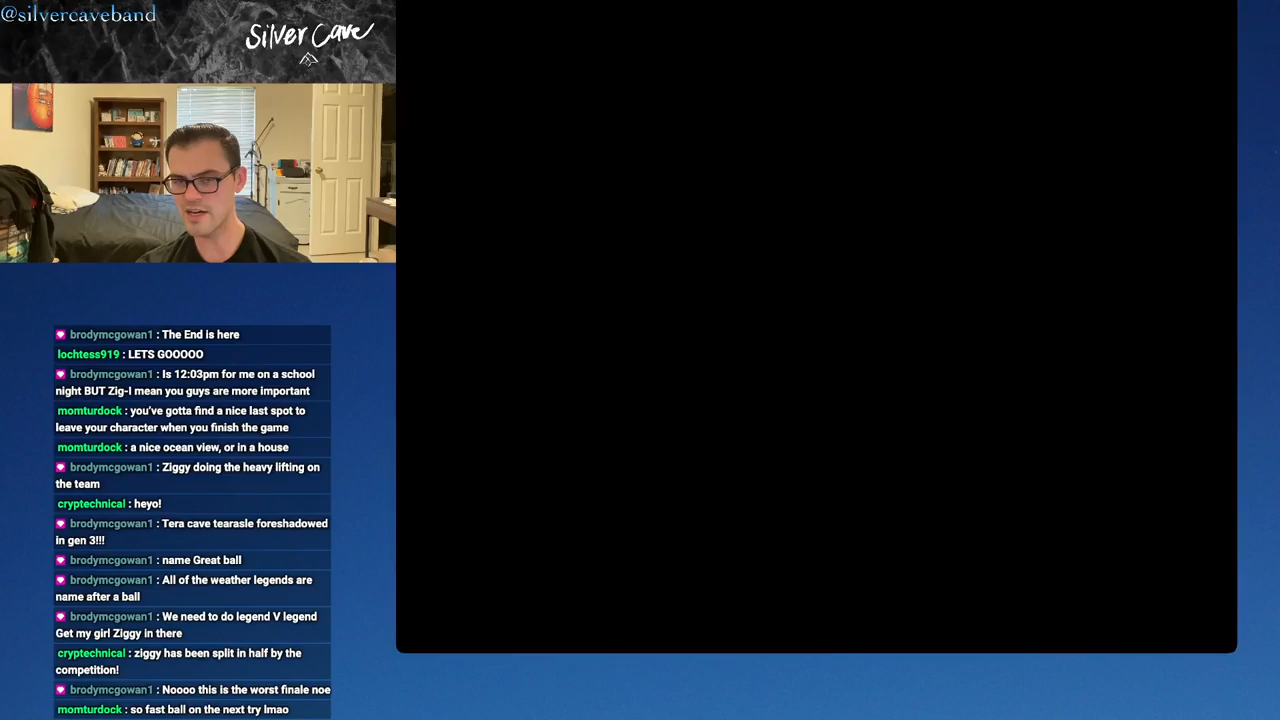 @silvercaveband
Silver Cave
brodymcgowan1 : The End is here
lochtess919 : LETS GOOOOO
brodymcgowan1 : Is 12:03pm for me on a school
night BUT Zig-I mean you guys are more important
momturdock : you've gotta find a nice last spot to
leave your character when you finish the game
momturdock : a nice ocean view, or in a house
brodymcgowan1 : Ziggy doing the heavy lifting on
the team
cryptechnical : heyo!
brodymcgowan1 : Tera cave tearasle foreshadowed
in gen 3!!!
brodymcgowan1 : name Great ball
brodymcgowan1 : All of the weather legends are
name after a ball
brodymcgowan1 : We need to do legend V legend
Get my girl Ziggy in there
cryptechnical : ziggy has been split in half by the
competition!
brodymcgowan1 : Noooo this is the worst finale noe
momturdock : so fast ball on the next try lmao